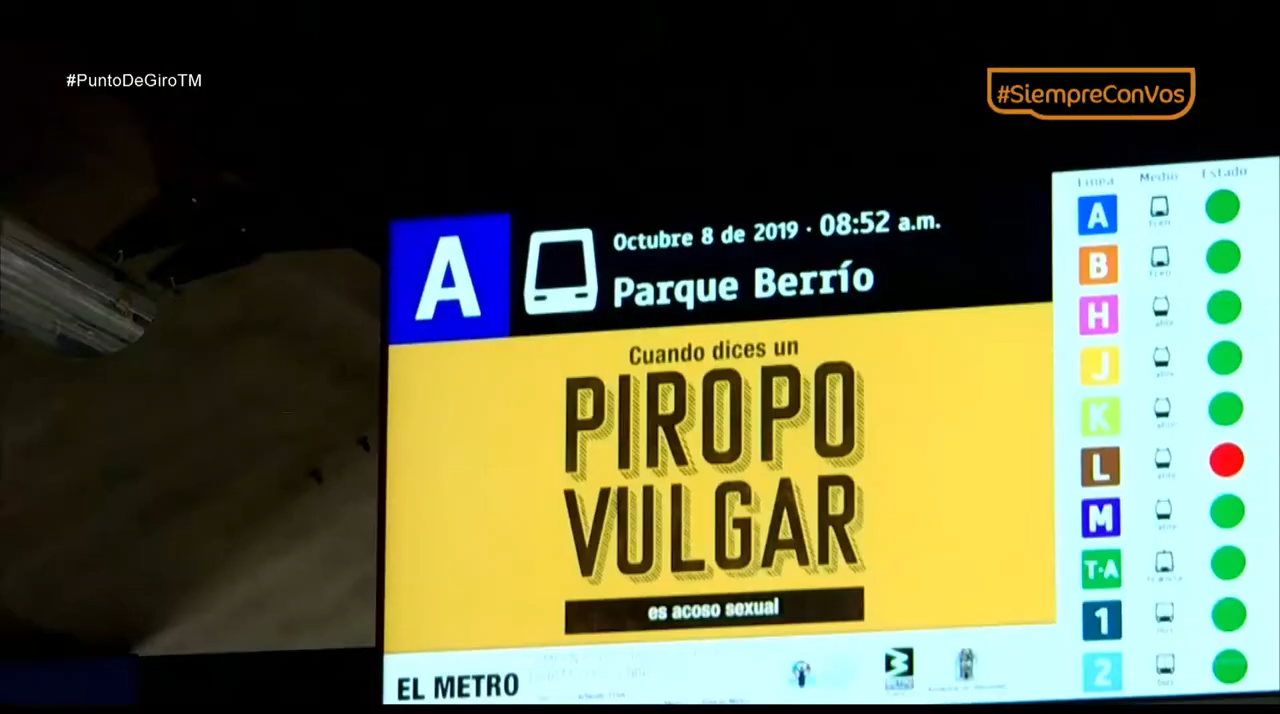 #PuntoDeGiroTM
#SiempreConVos
Línea Medio Estado
A
Octubre 8 de 2019 · 08:52 a.m.
Parque Berrío
Cuando dices un
PIROPO
VULGAR
es acoso sexual
EL METRO
A
B
H
J
K
L
M
T-A
1
2